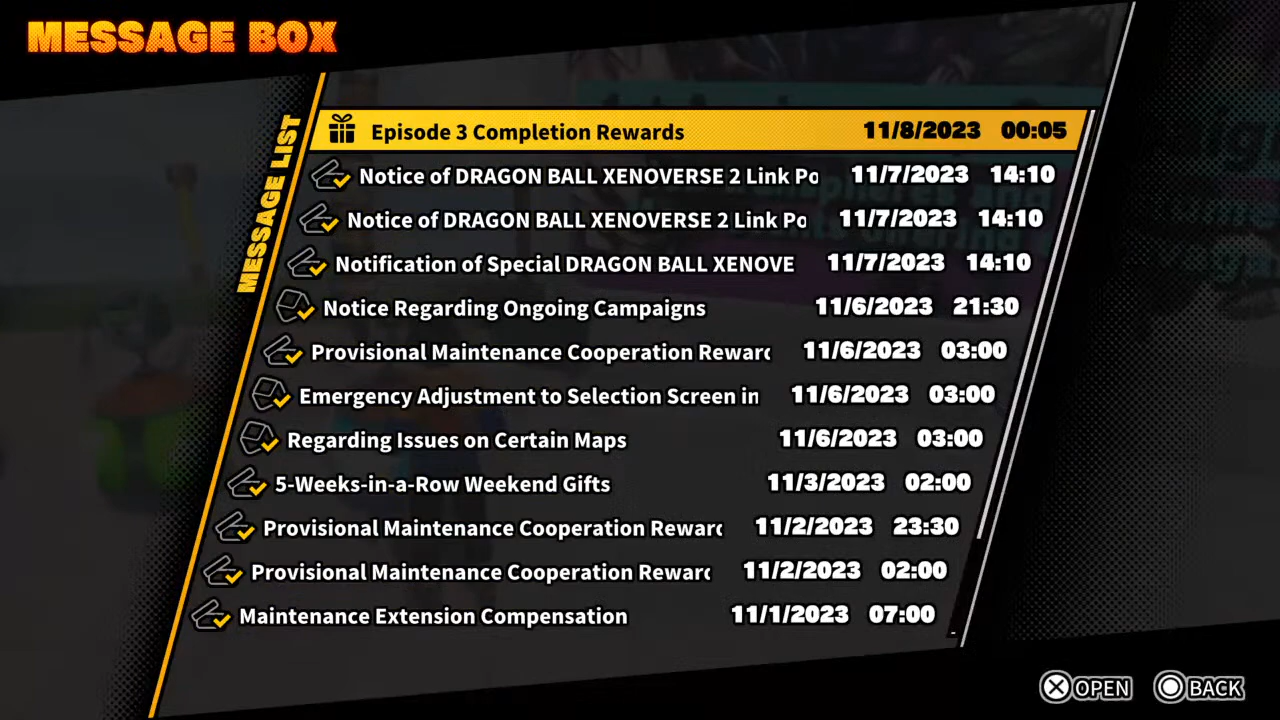 MESSAGE BOX
MESSAGE LIST
Episode 3 Completion Rewards 11/8/2023 00:05
Notice of DRAGON BALL XENOVERSE 2 Link Po 11/7/2023 14:10
Notice of DRAGON BALL XENOVERSE 2 Link Po 11/7/2023 14:10
Notification of Special DRAGON BALL XENOVE 11/7/2023 14:10
Notice Regarding Ongoing Campaigns 11/6/2023 21:30
Provisional Maintenance Cooperation Reward 11/6/2023 03:00
Emergency Adjustment to Selection Screen in 11/6/2023 03:00
Regarding Issues on Certain Maps 11/6/2023 03:00
5-Weeks-in-a-Row Weekend Gifts 11/3/2023 02:00
Provisional Maintenance Cooperation Reward 11/2/2023 23:30
Provisional Maintenance Cooperation Reward 11/2/2023 02:00
Maintenance Extension Compensation 11/1/2023 07:00
OPEN BACK